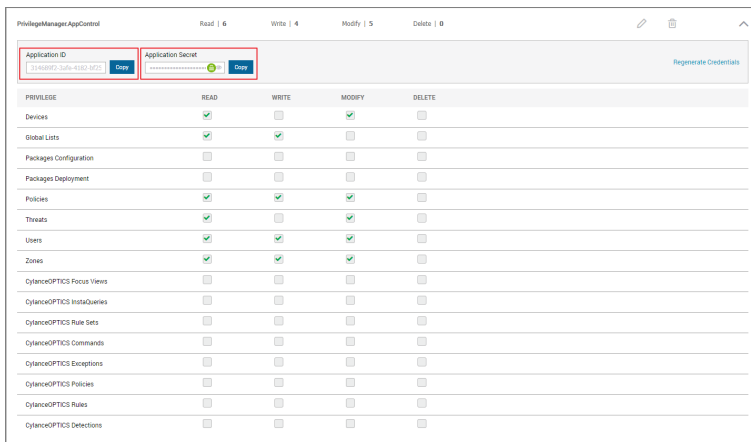 PrivilegeManager.AppControl Read | 6 Write | 4 Modify | 5 Delete | 0
Application ID Application Secret
Copy Copy
Regenerate Credentials
PRIVILEGE READ WRITE MODIFY DELETE
Devices
Global Lists
Packages Configuration
Packages Deployment
Policies
Threats
Users
Zones
CylanceOPTICS Focus Views
CylanceOPTICS InstaQueries
CylanceOPTICS Rule Sets
CylanceOPTICS Commands
CylanceOPTICS Exceptions
CylanceOPTICS Policies
CylanceOPTICS Rules
CylanceOPTICS Detections